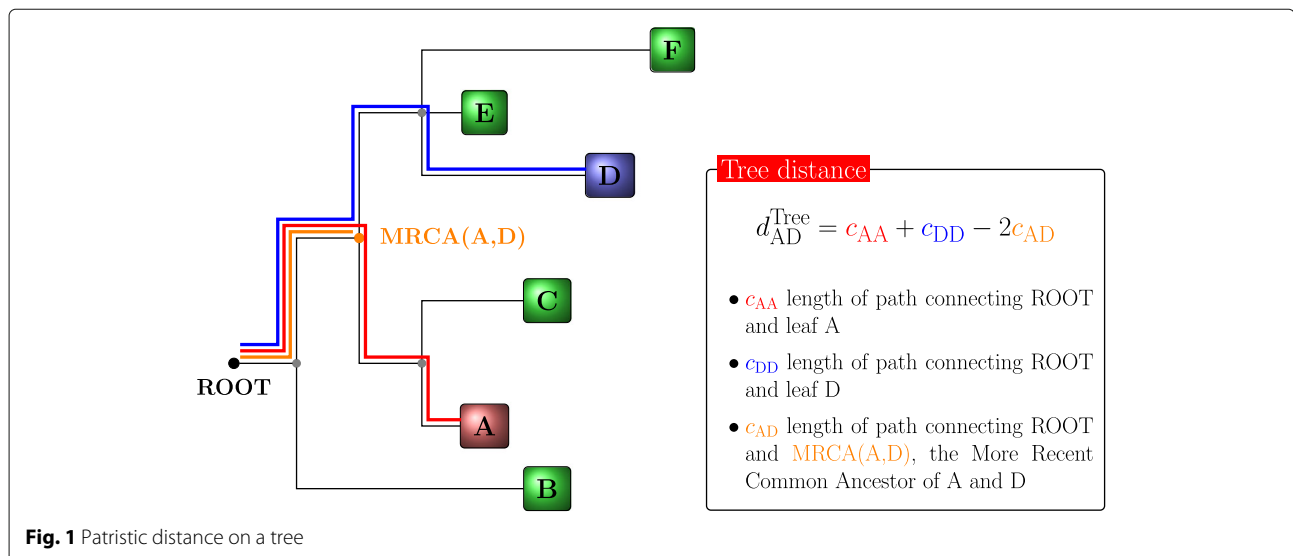 F
E
D
MRCA(A,D)
C
ROOT
A
B
Tree distance
d_AD^Tree = c_AA + c_DD − 2c_AD
• c_AA length of path connecting ROOT
and leaf A
• c_DD length of path connecting ROOT
and leaf D
• c_AD length of path connecting ROOT
and MRCA(A,D), the More Recent
Common Ancestor of A and D
Fig. 1 Patristic distance on a tree